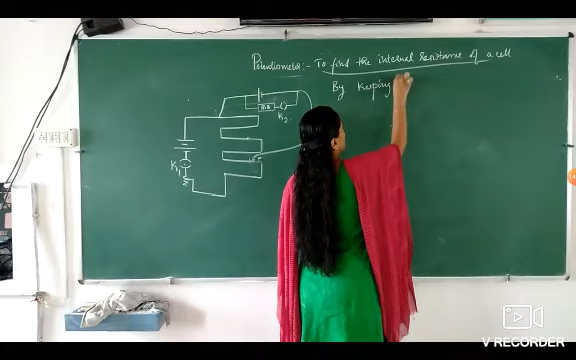 Potentiometer :- To find the internal resistance of a cell
By Keeping
R.B
K2
K1
V RECORDER